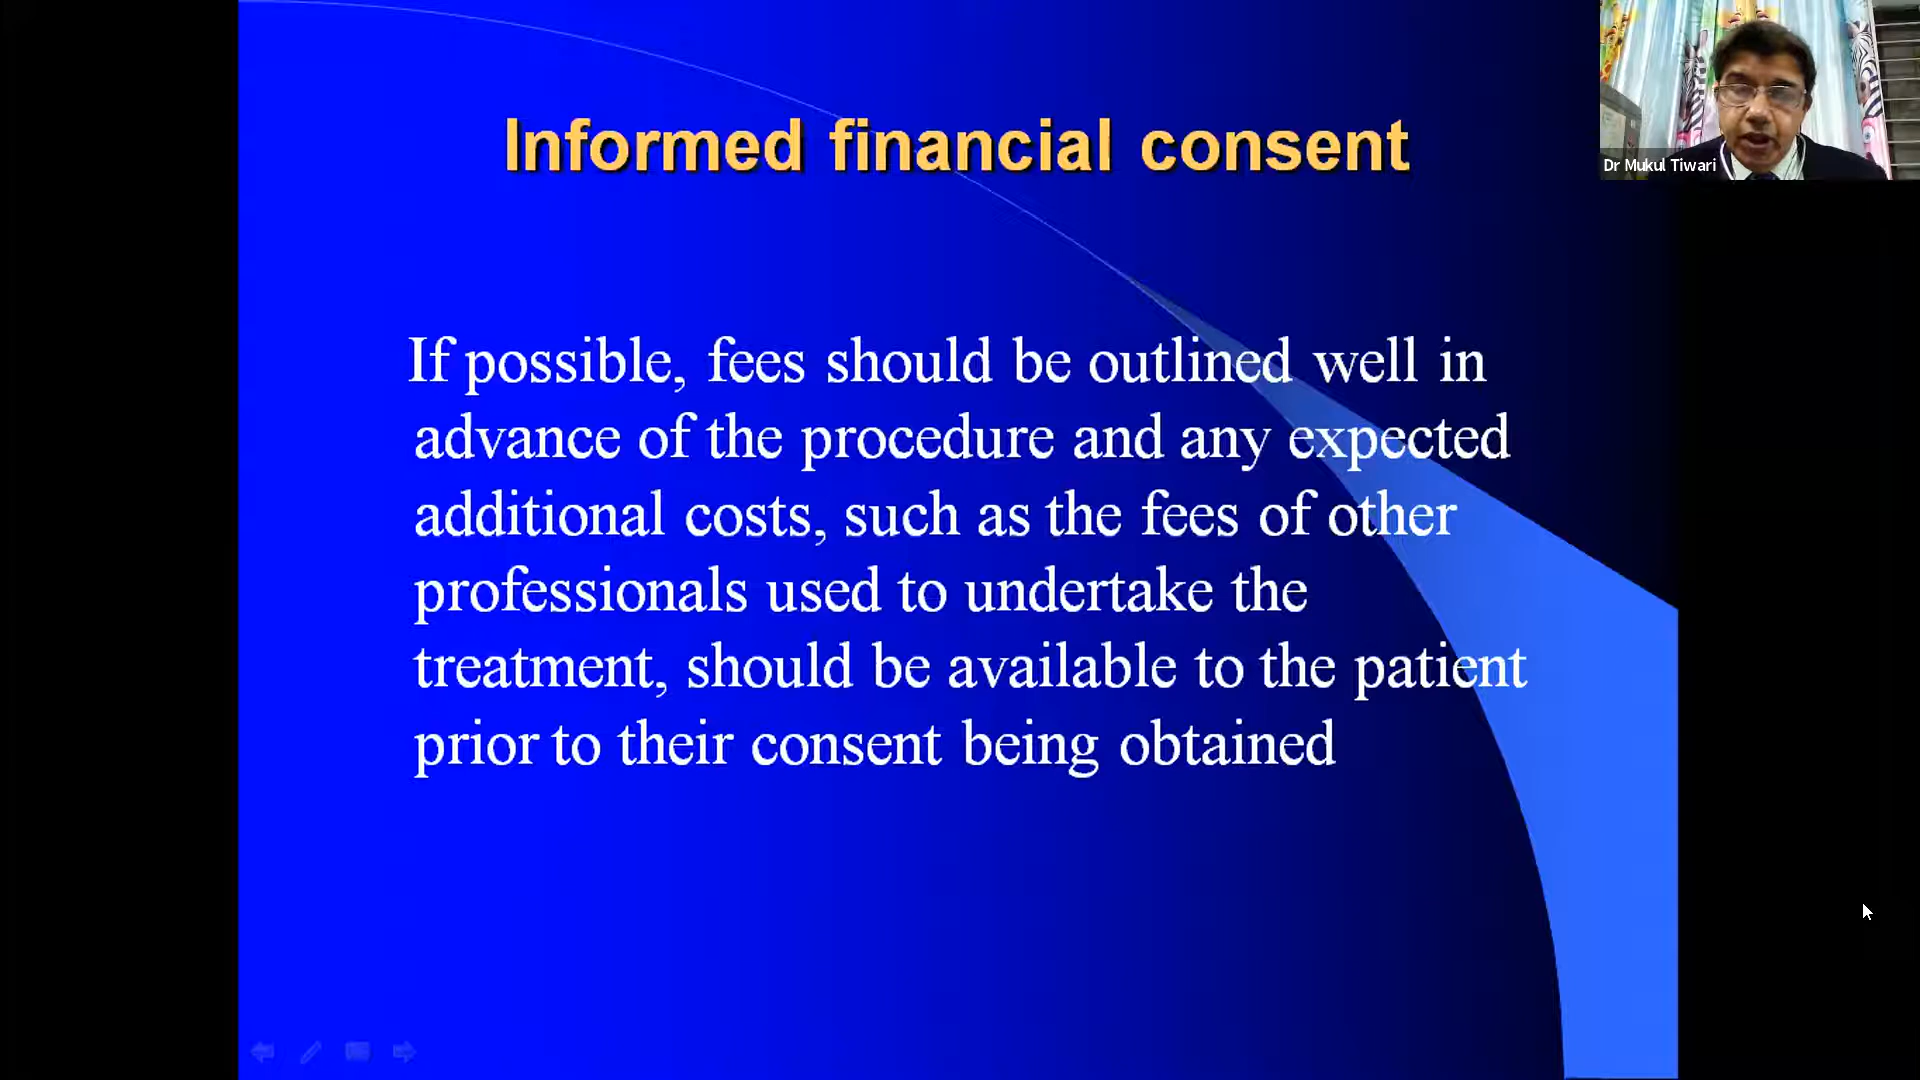 Informed financial consent
Dr Mukul Tiwari
If possible, fees should be outlined well in
advance of the procedure and any expected
additional costs, such as the fees of other
professionals used to undertake the
treatment, should be available to the patient
prior to their consent being obtained